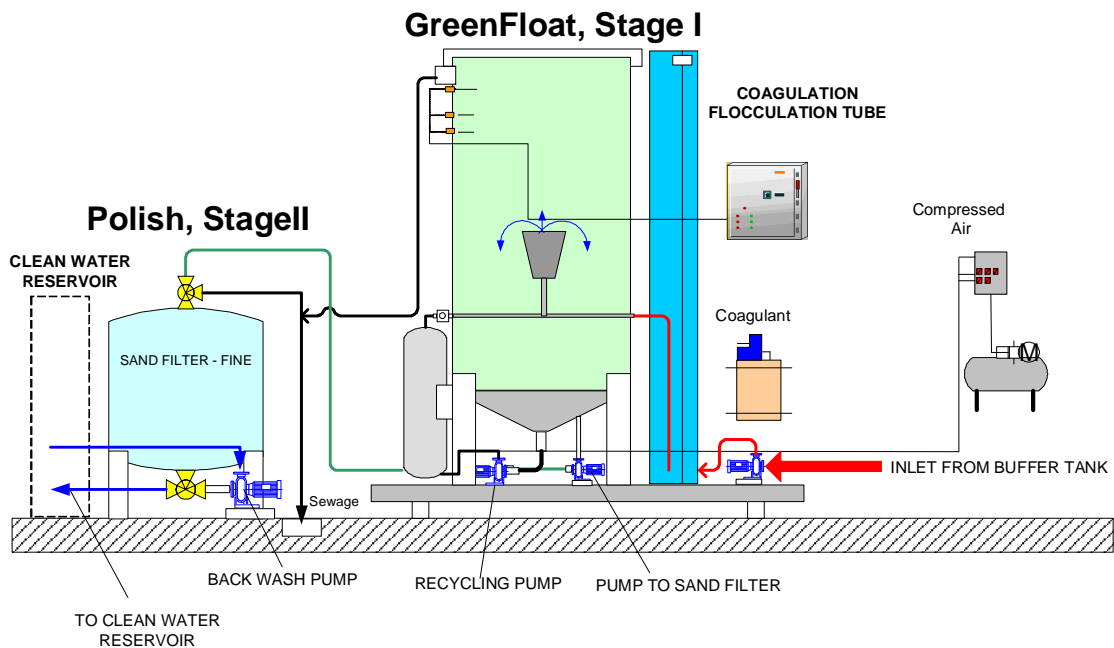 GreenFloat, Stage I
COAGULATION
FLOCCULATION TUBE
Polish, StageII
Compressed
Air
CLEAN WATER
RESERVOIR
Coagulant
SAND FILTER - FINE
M
INLET FROM BUFFER TANK
Sewage
BACK WASH PUMP
RECYCLING PUMP
PUMP TO SAND FILTER
TO CLEAN WATER
RESERVOIR